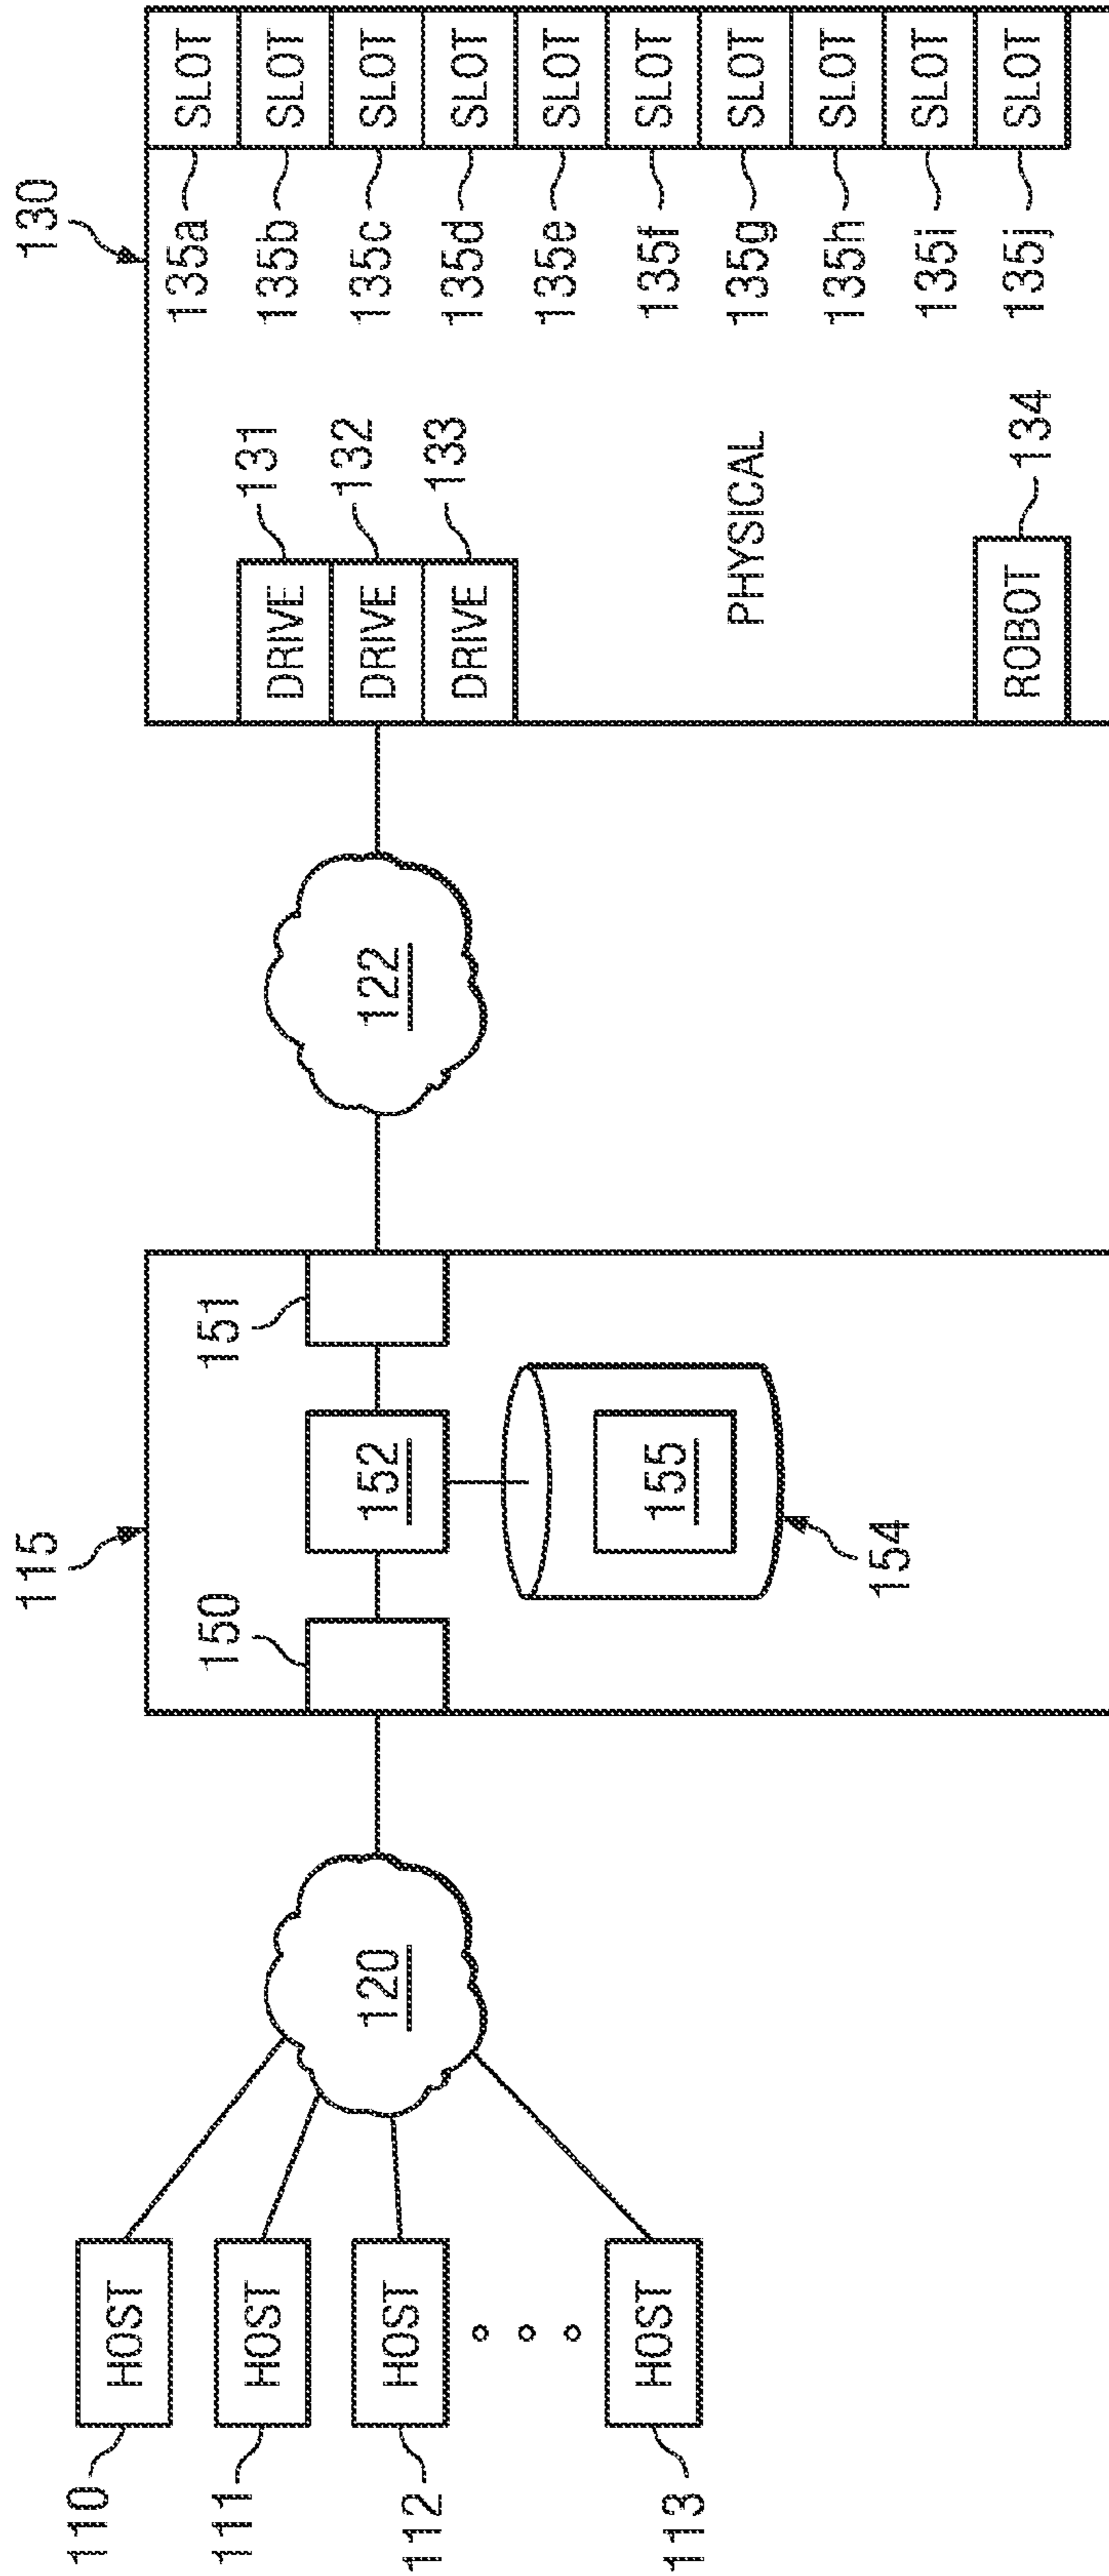 110
HOST
111
HOST
112
HOST
113
HOST
120
115
150
152
151
155
154
122
130
DRIVE
131
DRIVE
132
DRIVE
133
PHYSICAL
ROBOT
134
135a
SLOT
135b
SLOT
135c
SLOT
135d
SLOT
135e
SLOT
135f
SLOT
135g
SLOT
135h
SLOT
135i
SLOT
135j
SLOT